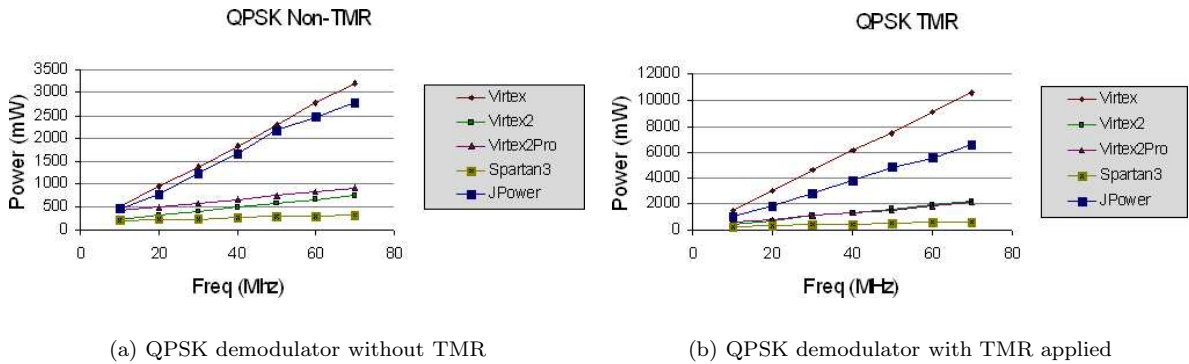 QPSK Non-TMR
Power (mW)
3500
3000
2500
2000
1500
1000
500
0
0 20 40 60 80
Freq (Mhz)
Virtex
Virtex2
Virtex2Pro
Spartan3
JPower
(a) QPSK demodulator without TMR
QPSK TMR
Power (mW)
12000
10000
8000
6000
4000
2000
0
0 20 40 60 80
Freq (MHz)
Virtex
Virtex2
Virtex2Pro
Spartan3
JPower
(b) QPSK demodulator with TMR applied